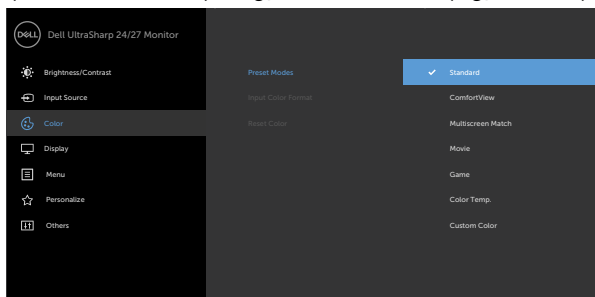 DELL
Dell UltraSharp 24/27 Monitor
Brightness/Contrast
Input Source
Color
Display
Menu
Personalize
Others
Preset Modes
Input Color Format
Reset Color
Standard
ComfortView
Multiscreen Match
Movie
Game
Color Temp.
Custom Color